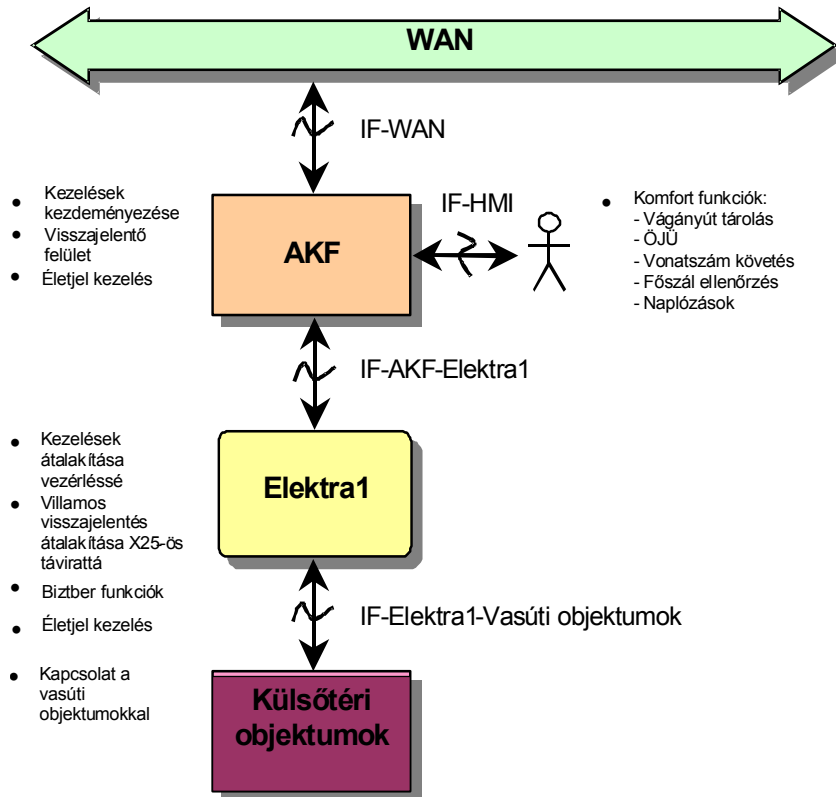 WAN
IF-WAN
• Kezelések
kezdeményezése
• Visszajelentő
felület
• Életjel kezelés
AKF
IF-HMI
• Komfort funkciók:
- Vágányút tárolás
- ÖJÜ
- Vonatszám követés
- Főszál ellenőrzés
- Naplózások
IF-AKF-Elektra1
• Kezelések
átalakítása
vezérléssé
• Villamos
visszajelentés
átalakítása X25-ös
távirattá
• Biztber funkciók
• Életjel kezelés
Elektra1
IF-Elektra1-Vasúti objektumok
• Kapcsolat a
vasúti
objektumokkal
Külsőtéri
objektumok